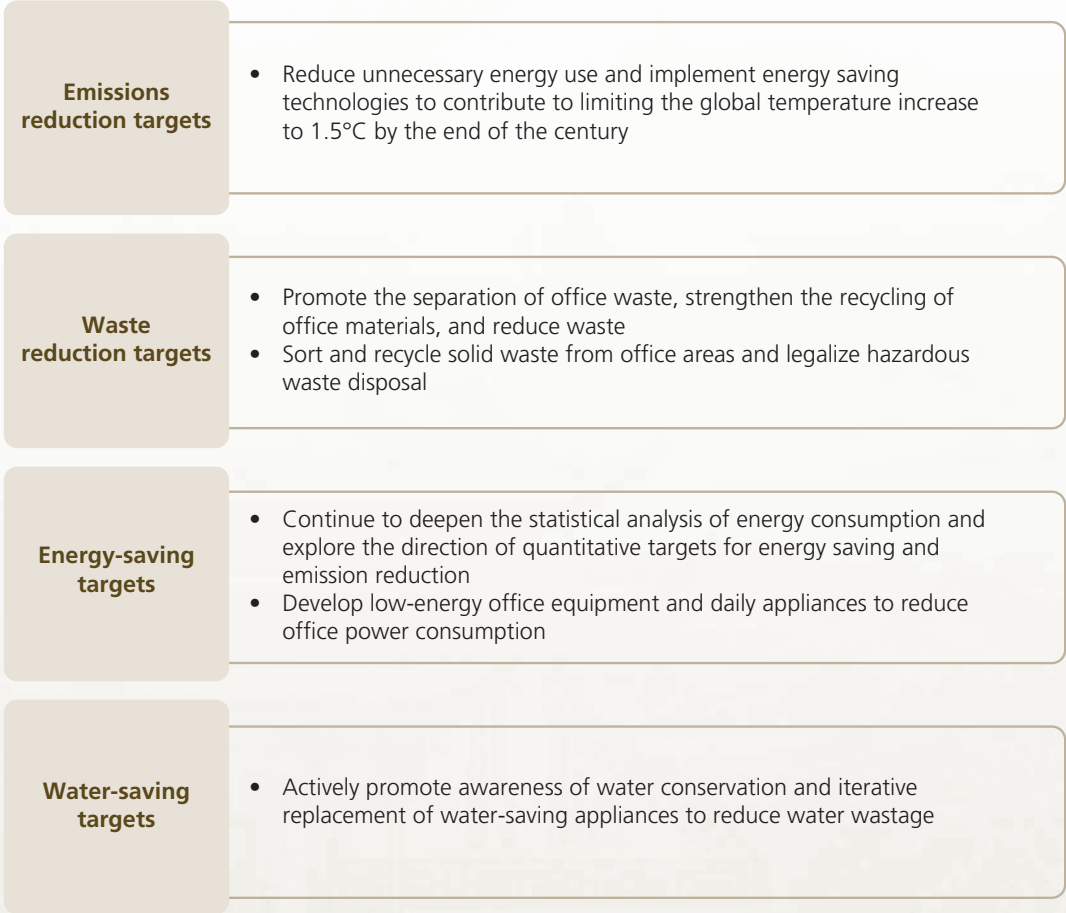 Emissions
reduction targets
• Reduce unnecessary energy use and implement energy saving
technologies to contribute to limiting the global temperature increase
to 1.5°C by the end of the century
Waste
reduction targets
• Promote the separation of office waste, strengthen the recycling of
office materials, and reduce waste
• Sort and recycle solid waste from office areas and legalize hazardous
waste disposal
Energy-saving
targets
• Continue to deepen the statistical analysis of energy consumption and
explore the direction of quantitative targets for energy saving and
emission reduction
• Develop low-energy office equipment and daily appliances to reduce
office power consumption
Water-saving
targets
• Actively promote awareness of water conservation and iterative
replacement of water-saving appliances to reduce water wastage